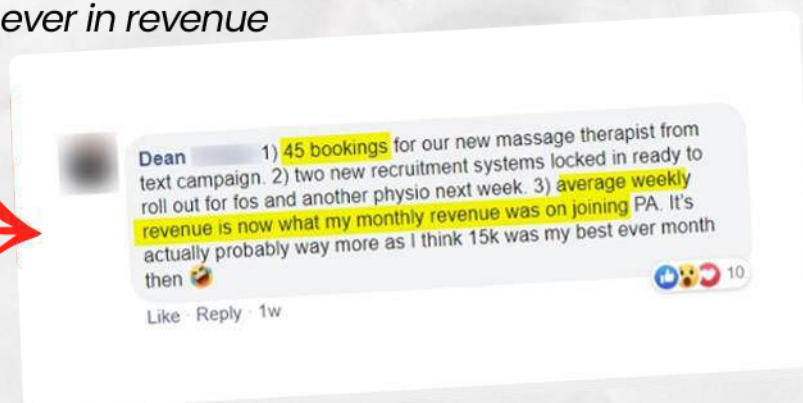 ever in revenue
Dean 1) 45 bookings for our new massage therapist from
text campaign. 2) two new recruitment systems locked in ready to
roll out for fos and another physio next week. 3) average weekly
revenue is now what my monthly revenue was on joining PA. It's
actually probably way more as I think 15k was my best ever month
then 🤣
10
Like · Reply · 1w